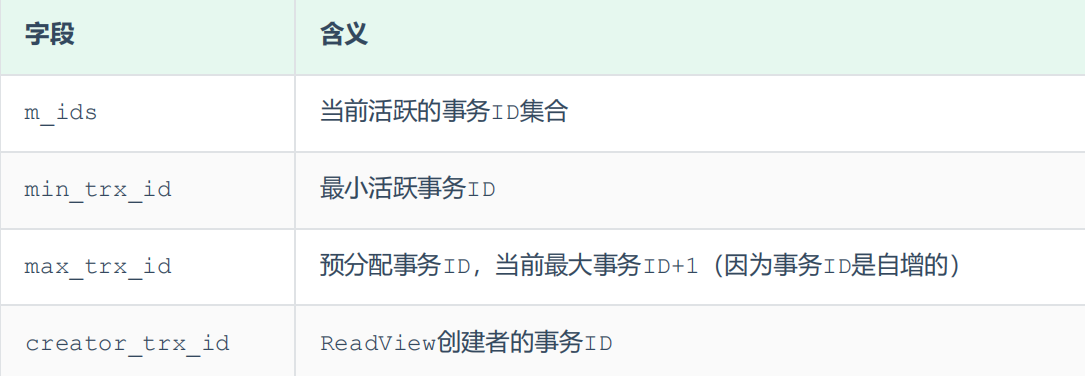 字段 含义
m_ids 当前活跃的事务ID集合
min_trx_id 最小活跃事务ID
max_trx_id 预分配事务ID，当前最大事务ID+1（因为事务ID是自增的）
creator_trx_id ReadView创建者的事务ID